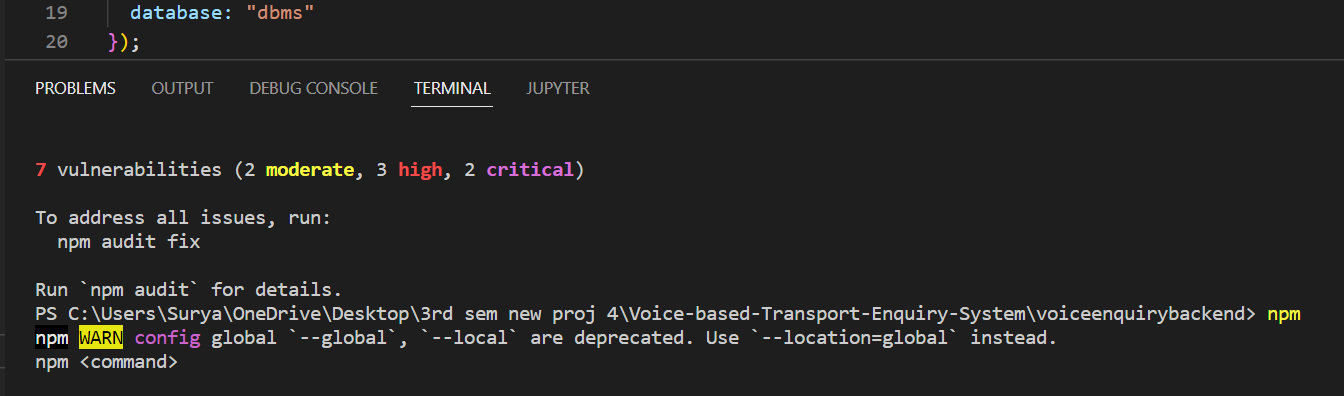 19 database: "dbms"
20 });
PROBLEMS OUTPUT DEBUG CONSOLE TERMINAL JUPYTER
7 vulnerabilities (2 moderate, 3 high, 2 critical)
To address all issues, run:
npm audit fix
Run `npm audit` for details.
PS C:\Users\Surya\OneDrive\Desktop\3rd sem new proj 4\Voice-based-Transport-Enquiry-System\voiceenquirybackend> npm
npm WARN config global `--global`, `--local` are deprecated. Use `--location=global` instead.
npm <command>